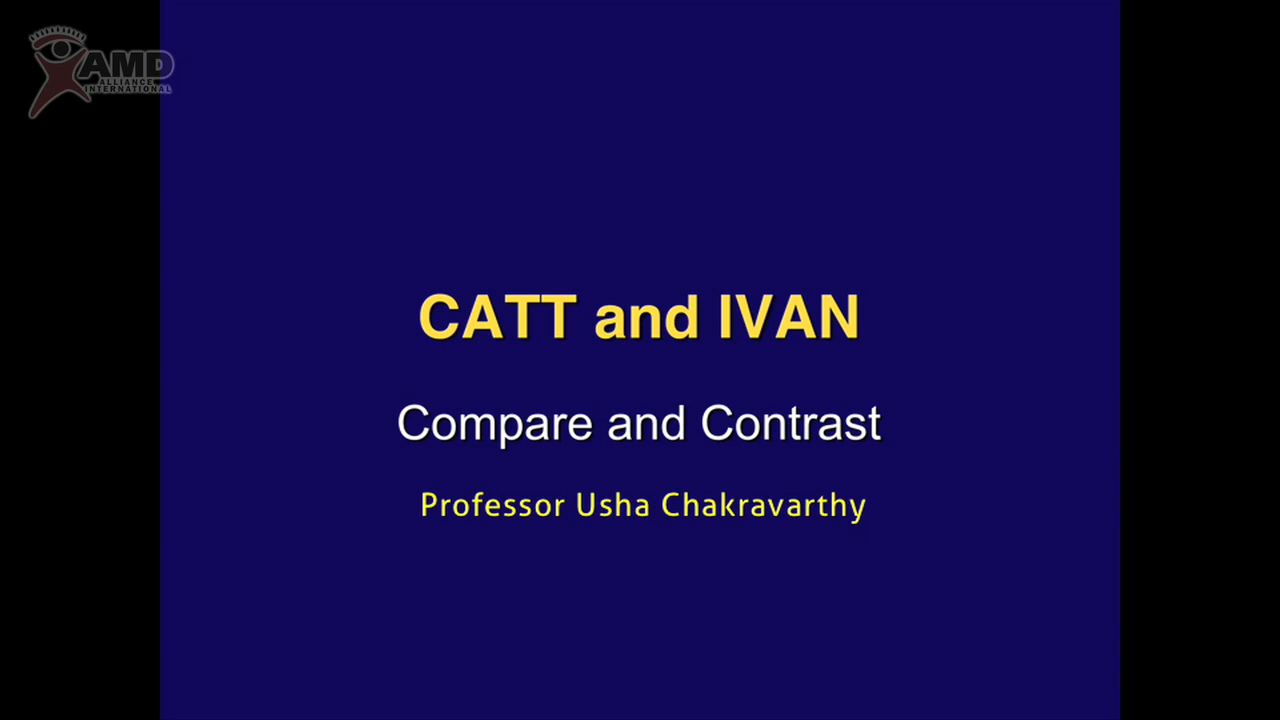 AMD
ALLIANCE
INTERNATIONAL
CATT and IVAN
Compare and Contrast
Professor Usha Chakravarthy